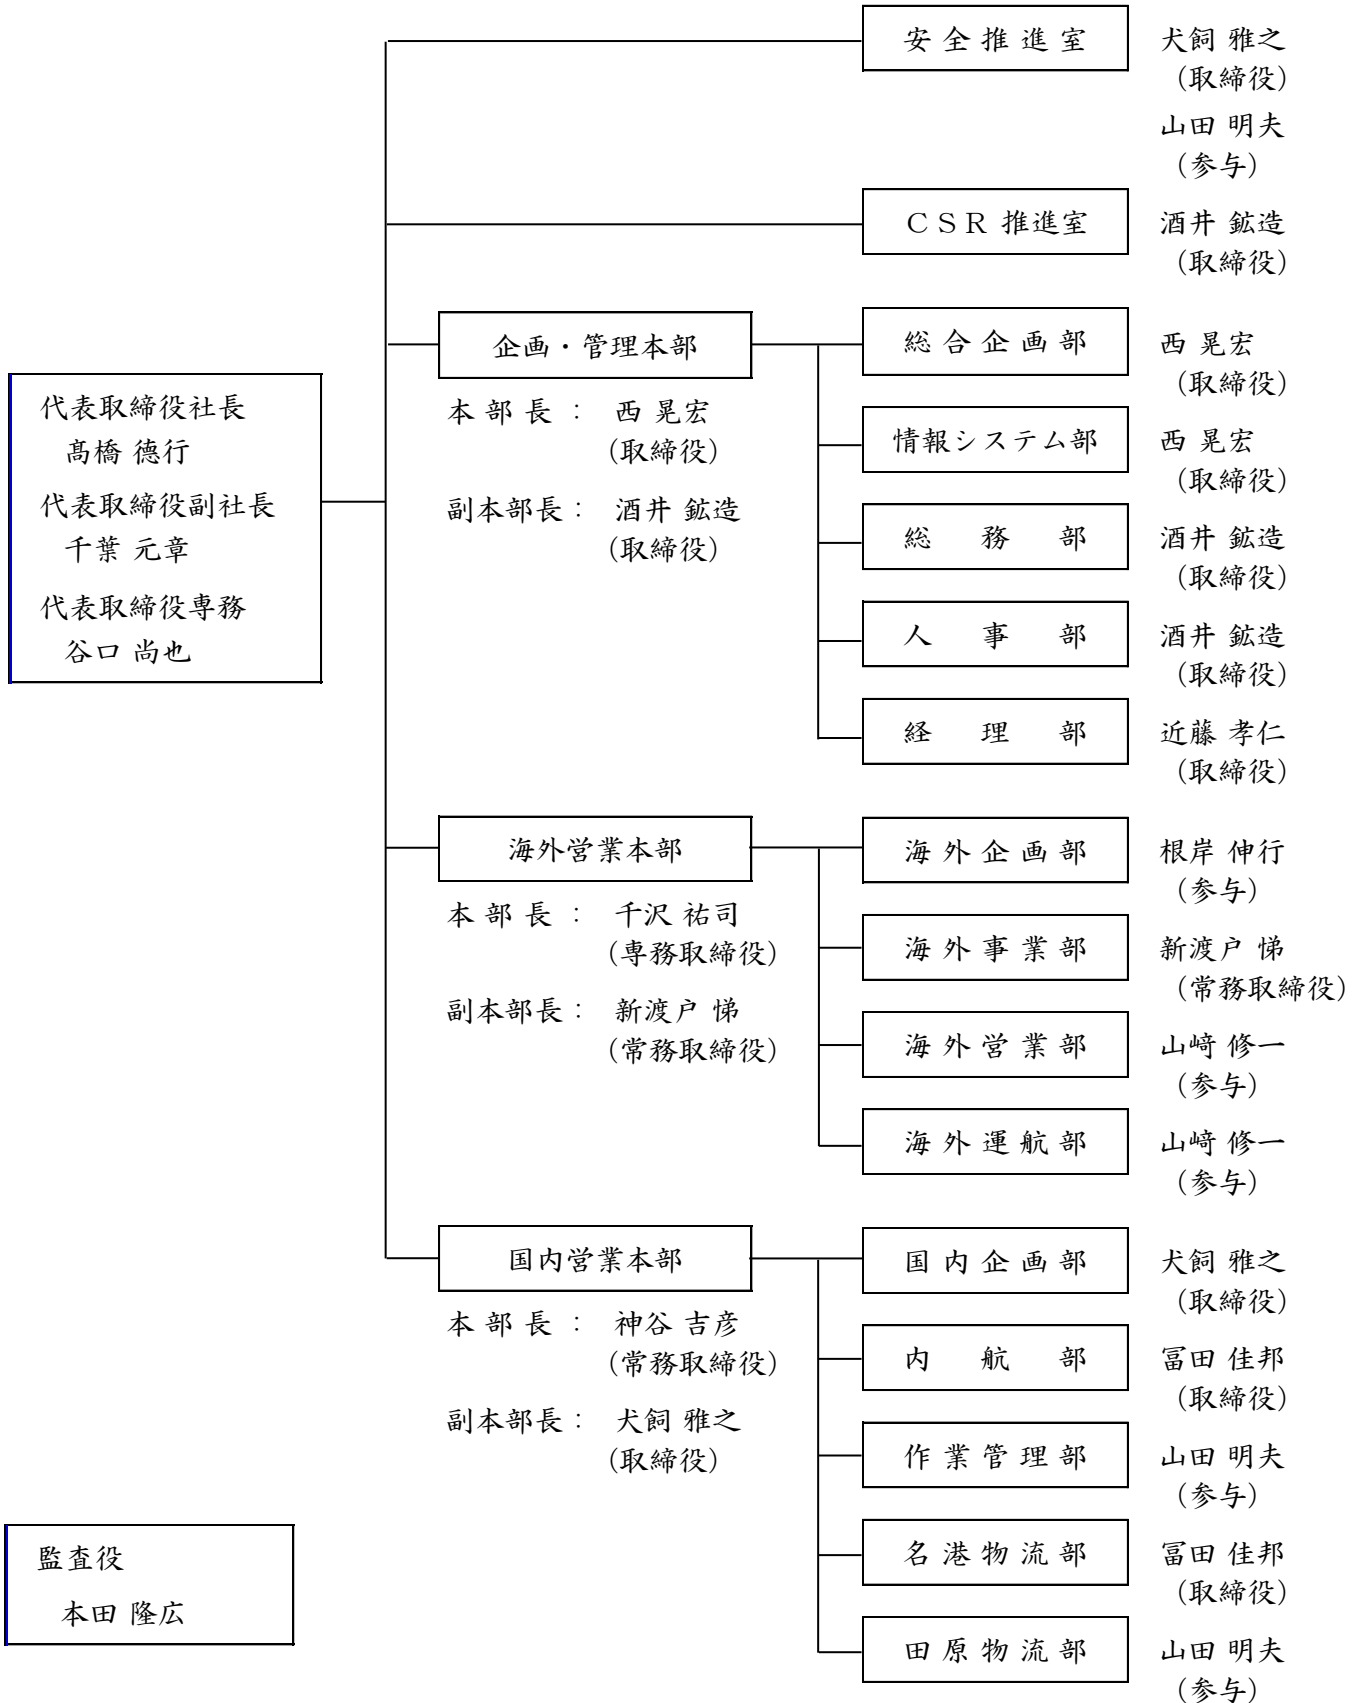 安全推進室
犬飼 雅之
(取締役)
山田 明夫
(参与)
CSR 推進室
酒井 鉱造
(取締役)
代表取締役社長
髙橋 德行
代表取締役副社長
千葉 元章
代表取締役専務
谷口 尚也
企画・管理本部
本部長： 西 晃宏
(取締役)
副本部長： 酒井 鉱造
(取締役)
総合企画部
西 晃宏
(取締役)
情報システム部
西 晃宏
(取締役)
総務部
酒井 鉱造
(取締役)
人事部
酒井 鉱造
(取締役)
経理部
近藤 孝仁
(取締役)
海外営業本部
本部長： 千沢 祐司
(専務取締役)
副本部長： 新渡戸 悌
(常務取締役)
海外企画部
根岸 伸行
(参与)
海外事業部
新渡戸 悌
(常務取締役)
海外営業部
山﨑 修一
(参与)
海外運航部
山﨑 修一
(参与)
国内営業本部
本部長： 神谷 吉彦
(常務取締役)
副本部長： 犬飼 雅之
(取締役)
国内企画部
犬飼 雅之
(取締役)
内航部
冨田 佳邦
(取締役)
作業管理部
山田 明夫
(参与)
名港物流部
冨田 佳邦
(取締役)
田原物流部
山田 明夫
(参与)
監査役
本田 隆広